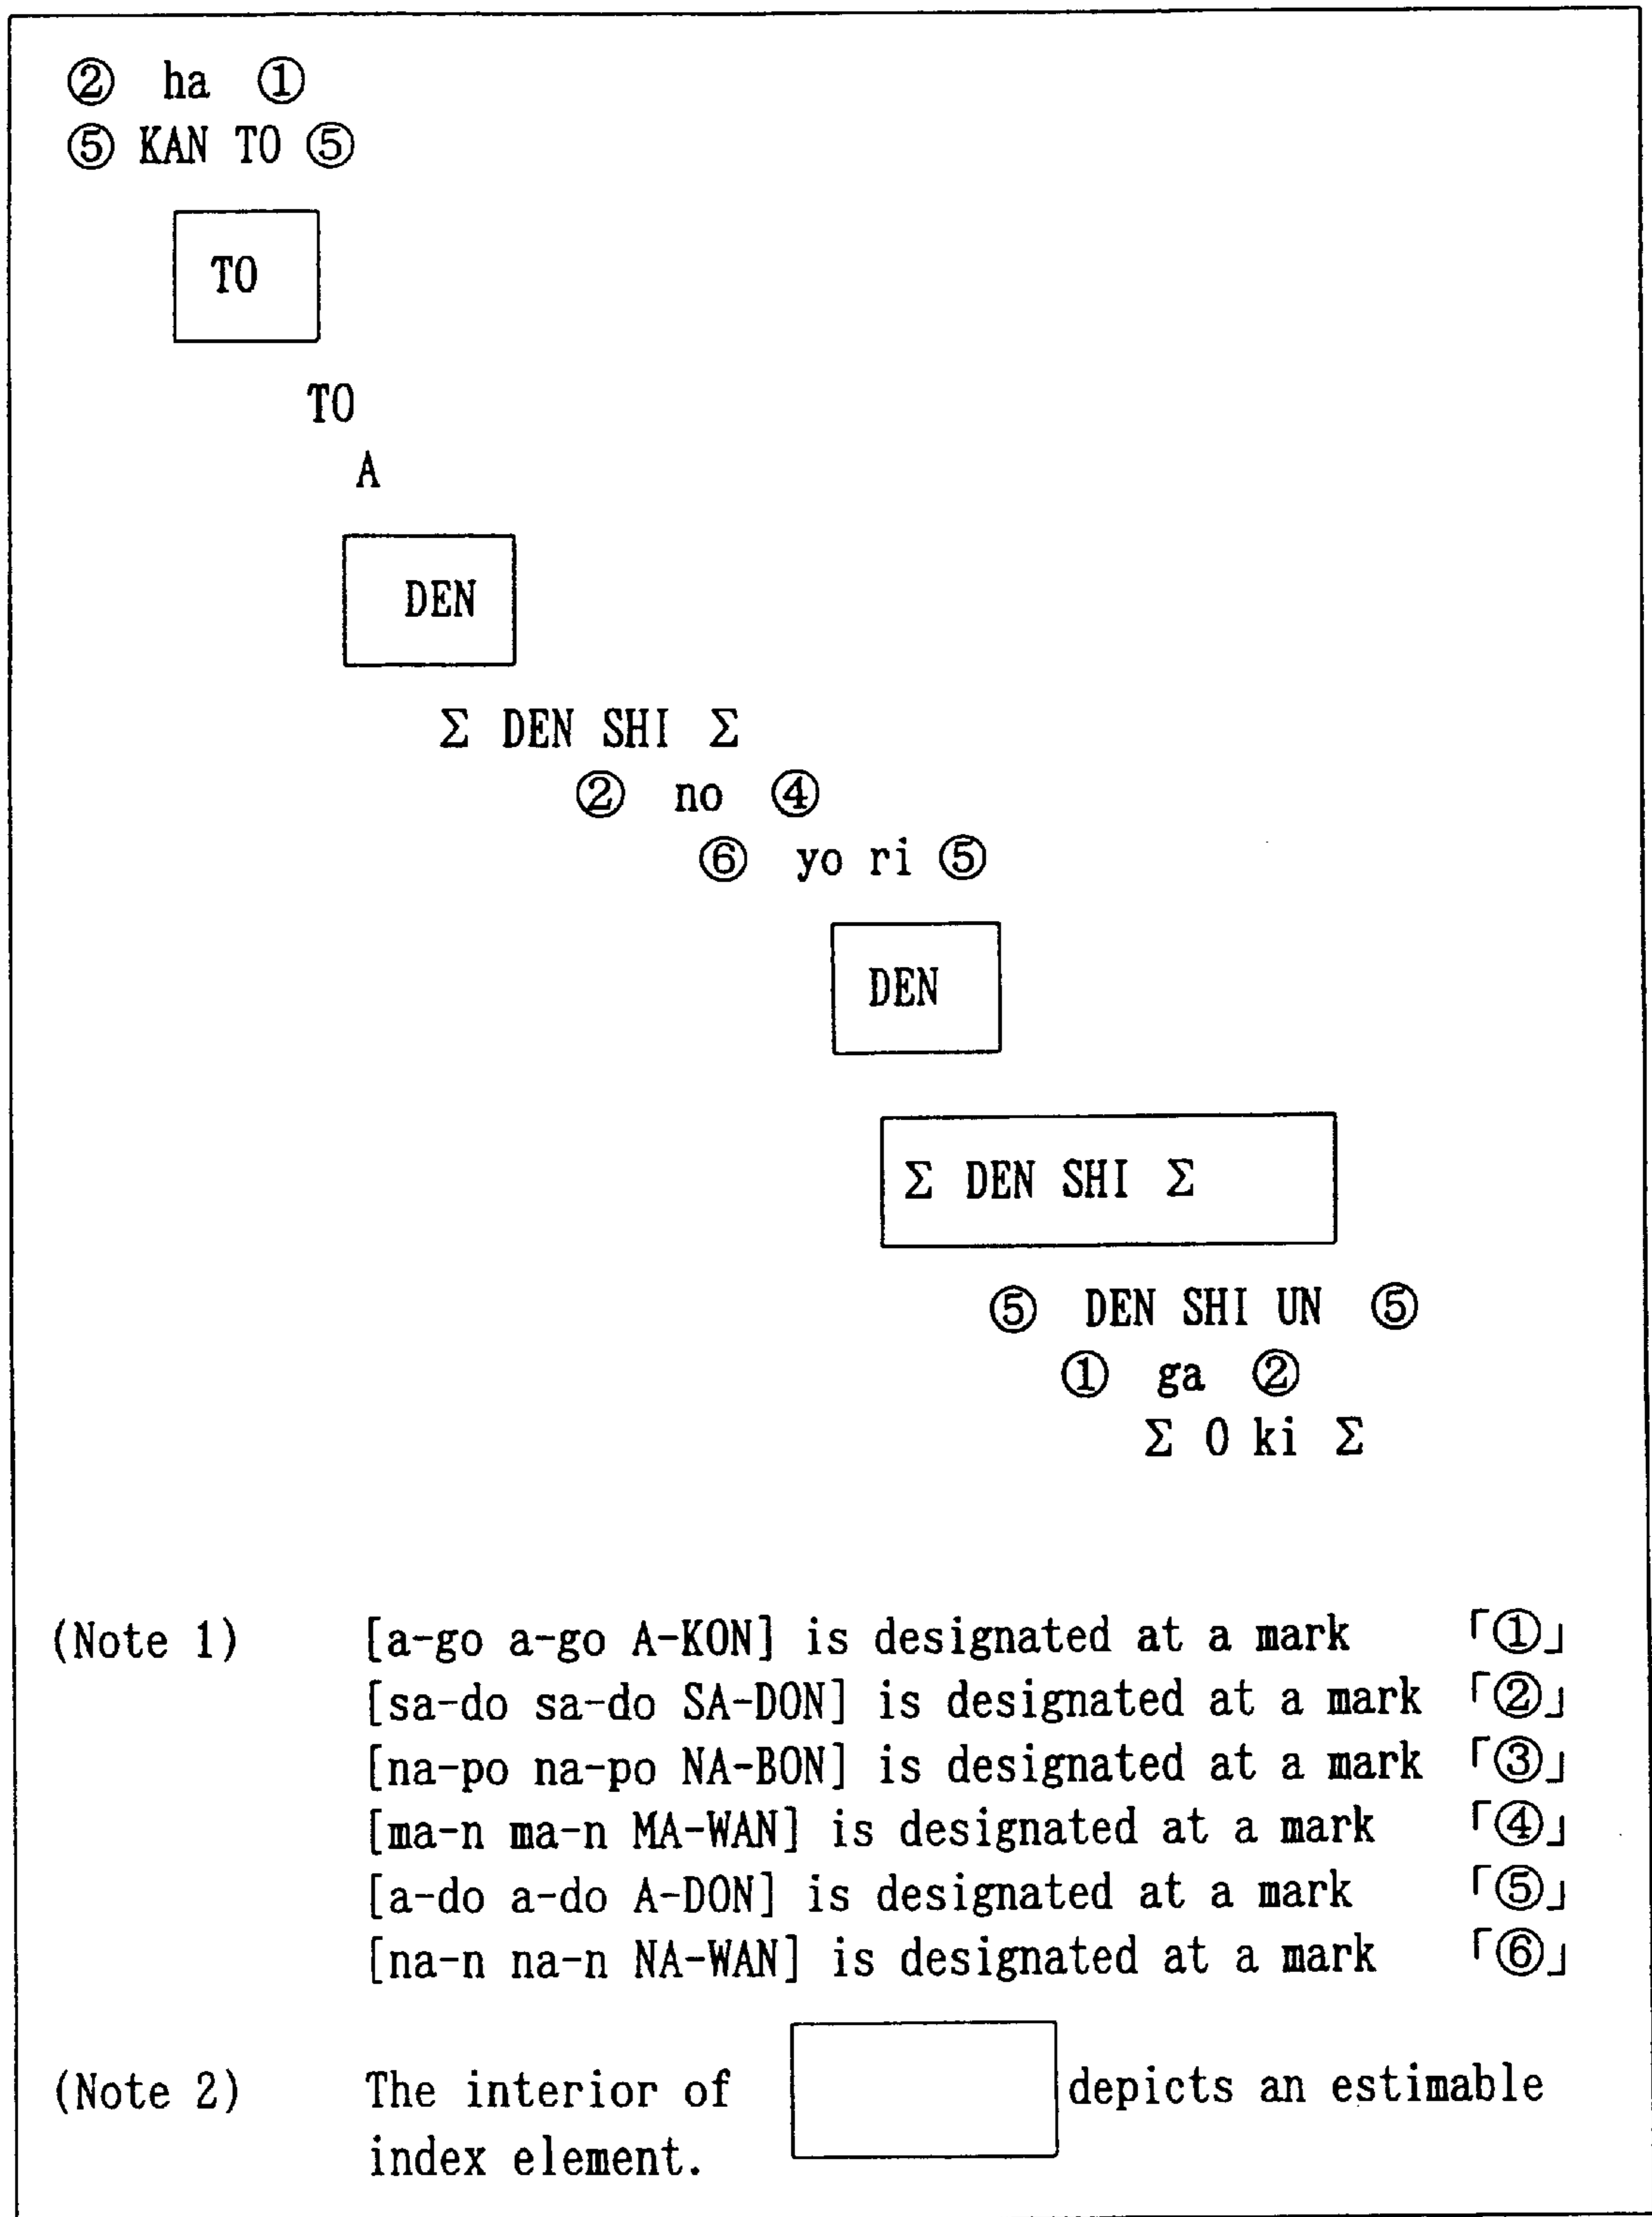 ② ha ①
⑤ KAN TO ⑤
TO
TO
A
DEN
Σ DEN SHI Σ
② no ④
⑥ yo ri ⑤
DEN
Σ DEN SHI Σ
⑤ DEN SHI UN ⑤
① ga ②
Σ O ki Σ
(Note 1) [a-go a-go A-KON] is designated at a mark 「①」
[sa-do sa-do SA-DON] is designated at a mark 「②」
[na-po na-po NA-BON] is designated at a mark 「③」
[ma-n ma-n MA-WAN] is designated at a mark 「④」
[a-do a-do A-DON] is designated at a mark 「⑤」
[na-n na-n NA-WAN] is designated at a mark 「⑥」
(Note 2) The interior of depicts an estimable
index element.